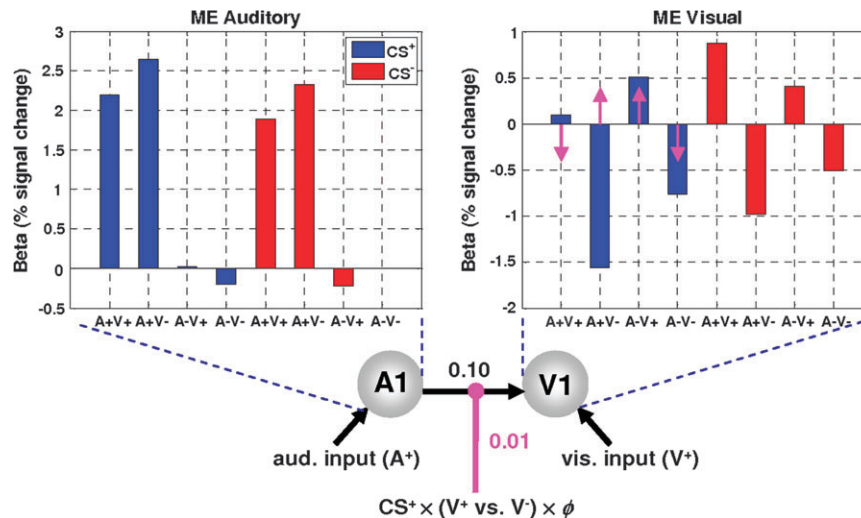 ME Auditory
Beta (% signal change)
3
2.5
2
1.5
1
0.5
0
-0.5
CS⁺
CS⁻
A+V+ A+V- A-V+ A-V- A+V+ A+V- A-V+ A-V-
ME Visual
Beta (% signal change)
1
0.5
0
-0.5
-1
-1.5
-2
A+V+ A+V- A-V+ A-V- A+V+ A+V- A-V+ A-V-
A1
0.10
V1
0.01
aud. input (A⁺)
vis. input (V⁺)
CS⁺ × (V⁺ vs. V⁻) × ϕ